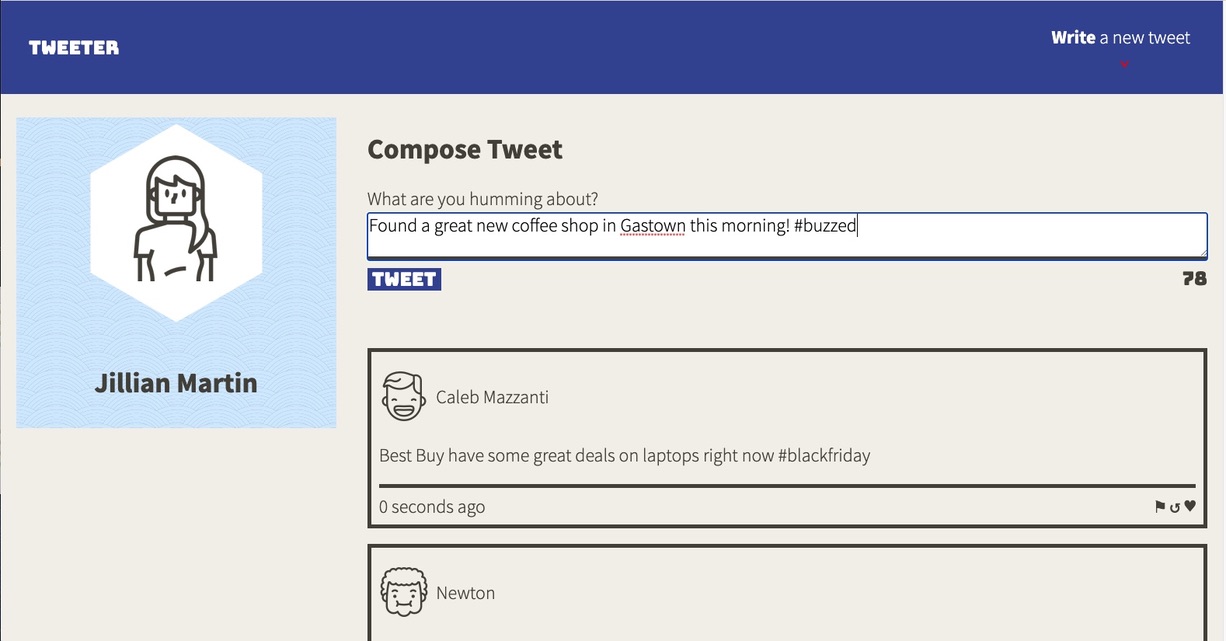 TWEETER
Write a new tweet
Jillian Martin
Compose Tweet
What are you humming about?
Found a great new coffee shop in Gastown this morning! #buzzed
TWEET
78
Caleb Mazzanti
Best Buy have some great deals on laptops right now #blackfriday
0 seconds ago
Newton